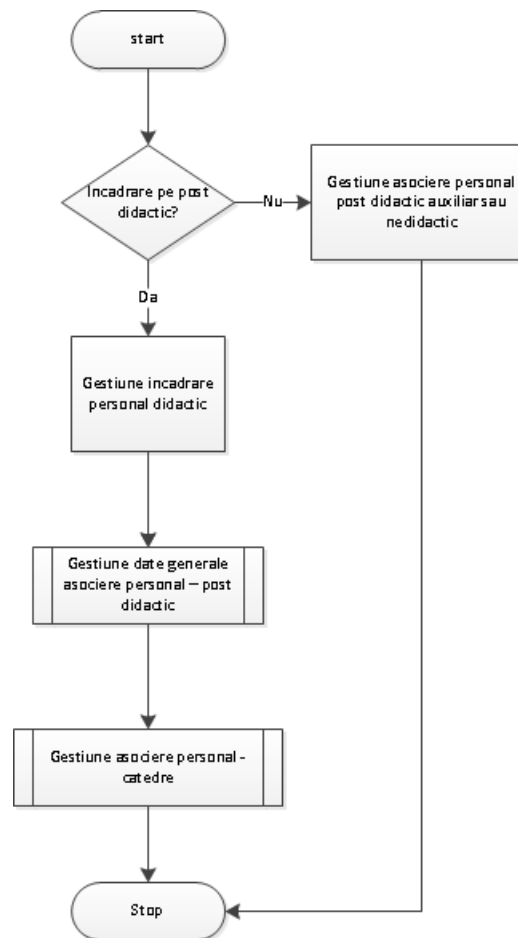 start
Incadrare pe post
didactic?
Nu
Gestiune asociere personal
post didactic auxiliar sau
nedidactic
Da
Gestiune incadrare
personal didactic
Gestiune date generale
asociere personal – post
didactic
Gestiune asociere personal -
catedre
Stop